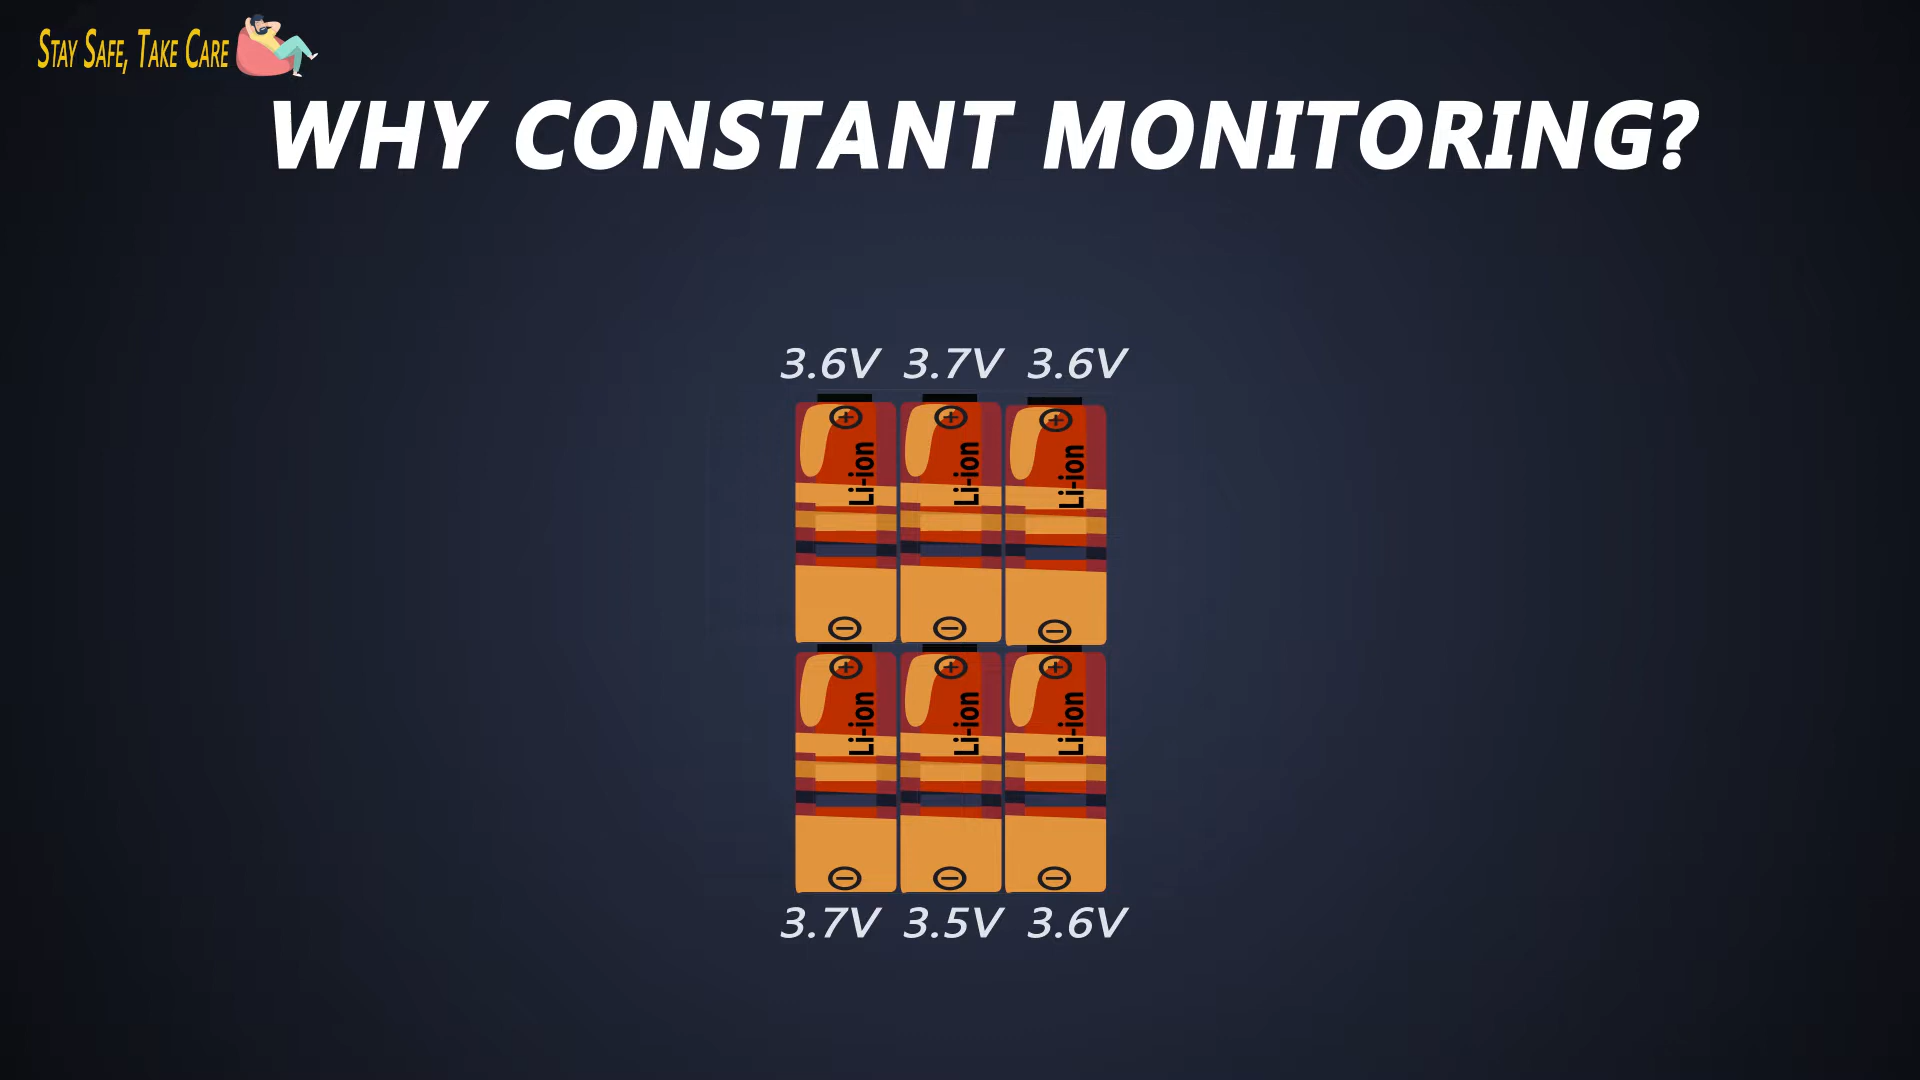 Stay Safe, Take Care
WHY CONSTANT MONITORING?
3.6V 3.7V 3.6V
Li-ion Li-ion Li-ion
Li-ion Li-ion Li-ion
3.7V 3.5V 3.6V